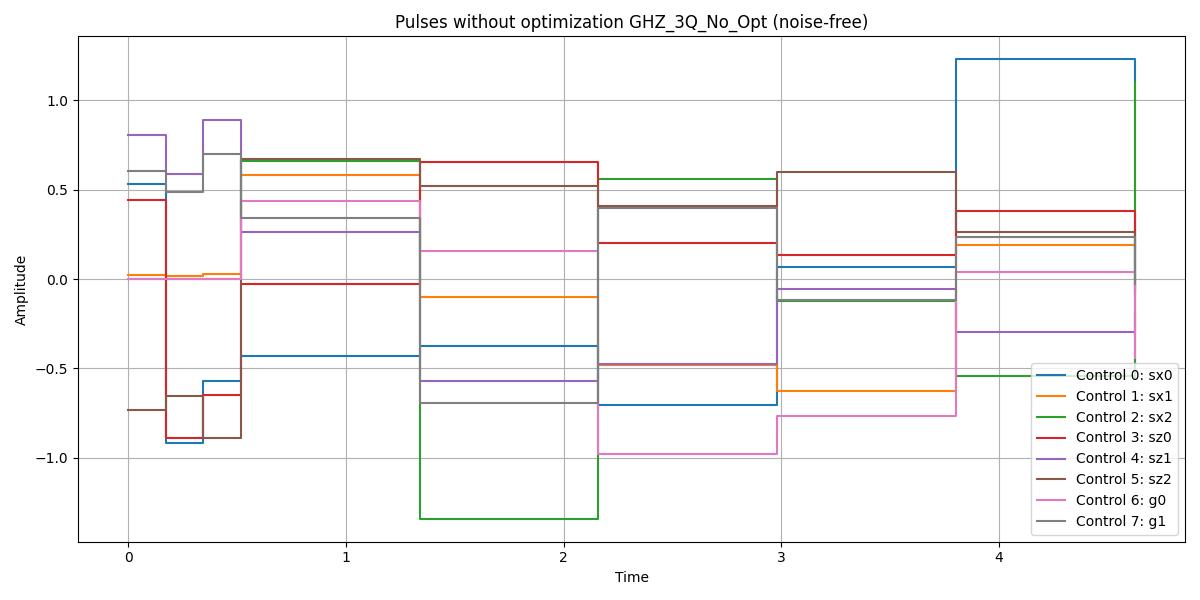 Pulses without optimization GHZ_3Q_No_Opt (noise-free)
1.0
0.5
0.0
−0.5
−1.0
Amplitude
0
1
2
3
4
Time
Control 0: sx0
Control 1: sx1
Control 2: sx2
Control 3: sz0
Control 4: sz1
Control 5: sz2
Control 6: g0
Control 7: g1